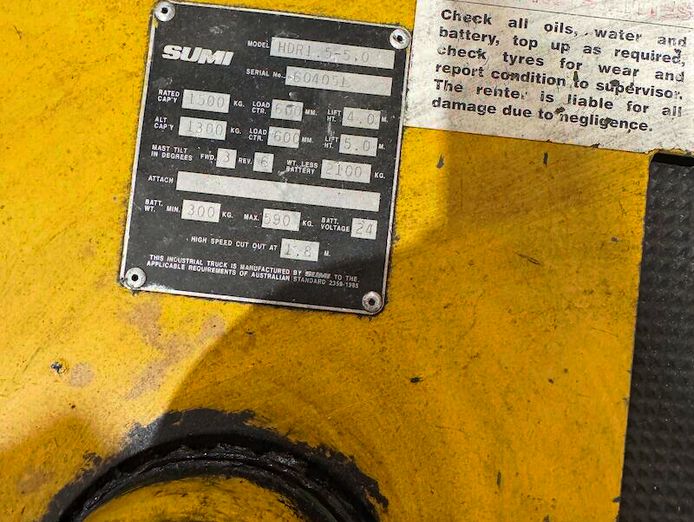 SUMI
MODEL HDR1.5-5.0
SERIAL No. 604051
RATED CAP'Y 1500 KG. LOAD CTR. 600 MM. LIFT HT. 4.0 M.
ALT CAP'Y 1300 KG. LOAD CTR. 600 MM. LIFT HT. 5.0 M.
MAST TILT IN DEGREES FWD. 3 REV. 6 WT. LESS BATTERY 2100 KG.
ATTACH
BATT. WT. MIN. 300 KG. MAX. 590 KG. BATT. VOLTAGE 24
HIGH SPEED CUT OUT AT 1.8 M.
THIS INDUSTRIAL TRUCK IS MANUFACTURED BY SUMI TO THE
APPLICABLE REQUIREMENTS OF AUSTRALIAN STANDARD 2359-1985
Check all oils, water and
battery, top up as required,
check tyres for wear and
report condition to supervisor.
The renter is liable for all
damage due to negligence.